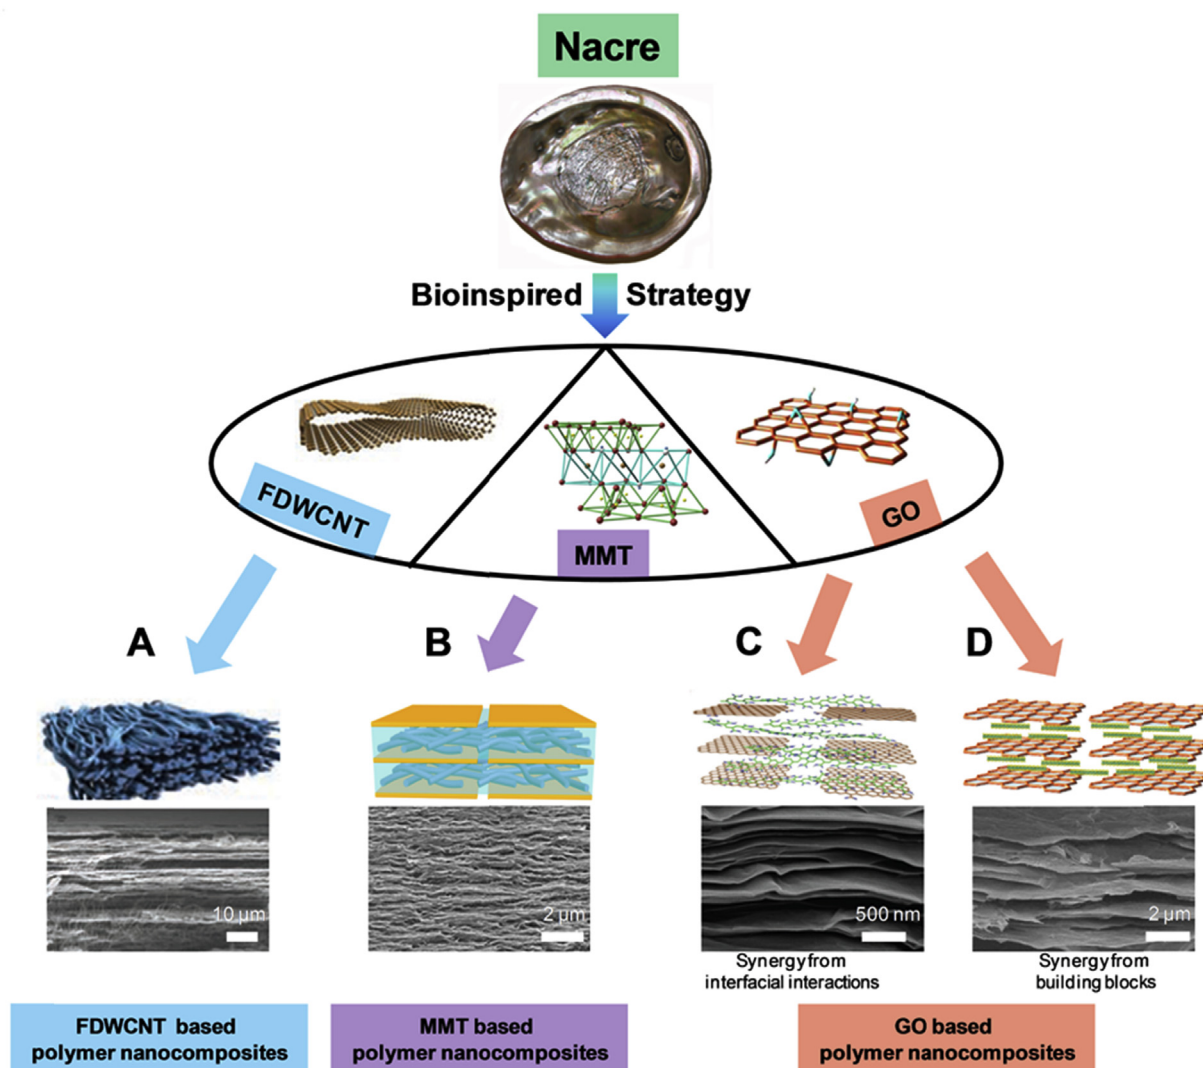 Nacre
Bioinspired Strategy
FDWCNT
MMT
GO
A
B
C
D
10 μm
2 μm
500 nm
2 μm
Synergy from
interfacial interactions
Synergy from
building blocks
FDWCNT based
polymer nanocomposites
MMT based
polymer nanocomposites
GO based
polymer nanocomposites